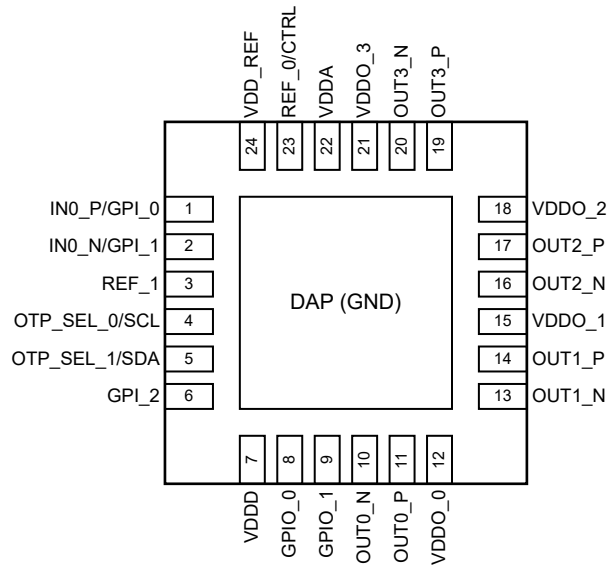 VDD_REF
REF_0/CTRL
VDDA
VDDO_3
OUT3_N
OUT3_P
24
23
22
21
20
19
IN0_P/GPI_0 1
IN0_N/GPI_1 2
REF_1 3
OTP_SEL_0/SCL 4
OTP_SEL_1/SDA 5
GPI_2 6
DAP (GND)
18 VDDO_2
17 OUT2_P
16 OUT2_N
15 VDDO_1
14 OUT1_P
13 OUT1_N
7
8
9
10
11
12
VDDD
GPIO_0
GPIO_1
OUT0_N
OUT0_P
VDDO_0